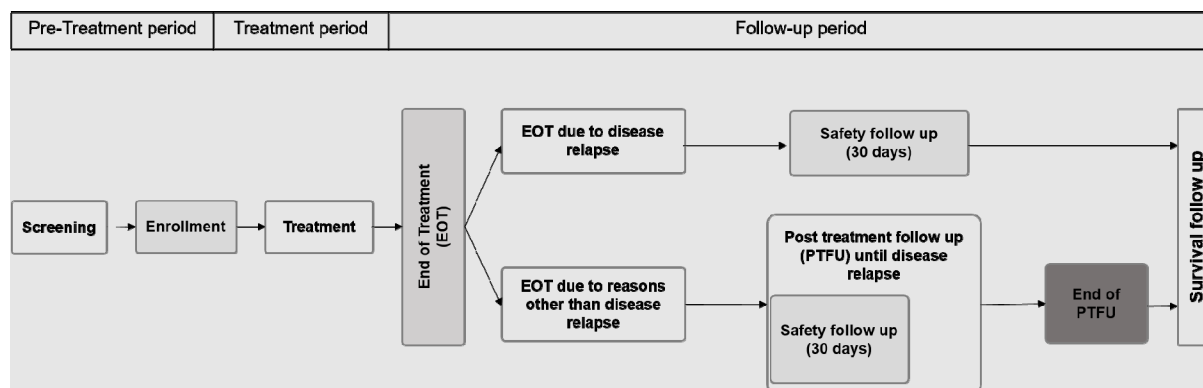 Pre-Treatment period
Treatment period
Follow-up period
Screening
Enrollment
Treatment
End of Treatment
(EOT)
EOT due to disease
relapse
Safety follow up
(30 days)
EOT due to reasons
other than disease
relapse
Post treatment follow up
(PTFU) until disease
relapse
Safety follow up
(30 days)
End of
PTFU
Survival follow up